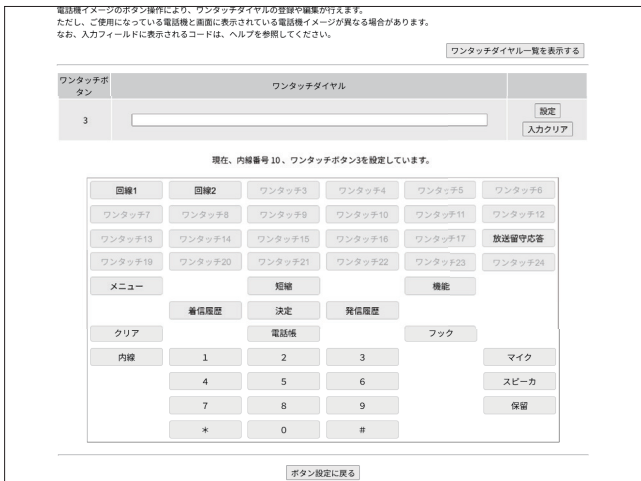 電話機イメージのボタン操作により、ワンタッチダイヤルの登録や編集が行えます。
ただし、ご使用になっている電話機と画面に表示されている電話機イメージが異なる場合があります。
なお、入力フィールドに表示されるコードは、ヘルプを参照してください。
ワンタッチダイヤル一覧を表示する
ワンタッチボ
タン
ワンタッチダイヤル
3
設定
入力クリア
現在、内線番号 10 、ワンタッチボタン3を設定しています。
回線1 回線2 ワンタッチ3 ワンタッチ4 ワンタッチ5 ワンタッチ6
ワンタッチ7 ワンタッチ8 ワンタッチ9 ワンタッチ10 ワンタッチ11 ワンタッチ12
ワンタッチ13 ワンタッチ14 ワンタッチ15 ワンタッチ16 ワンタッチ17 放送留守応答
ワンタッチ19 ワンタッチ20 ワンタッチ21 ワンタッチ22 ワンタッチ23 ワンタッチ24
メニュー 短縮 機能
着信履歴 決定 発信履歴
クリア 電話帳 フック
内線 1 2 3 マイク
4 5 6 スピーカ
7 8 9 保留
* 0 #
ボタン設定に戻る